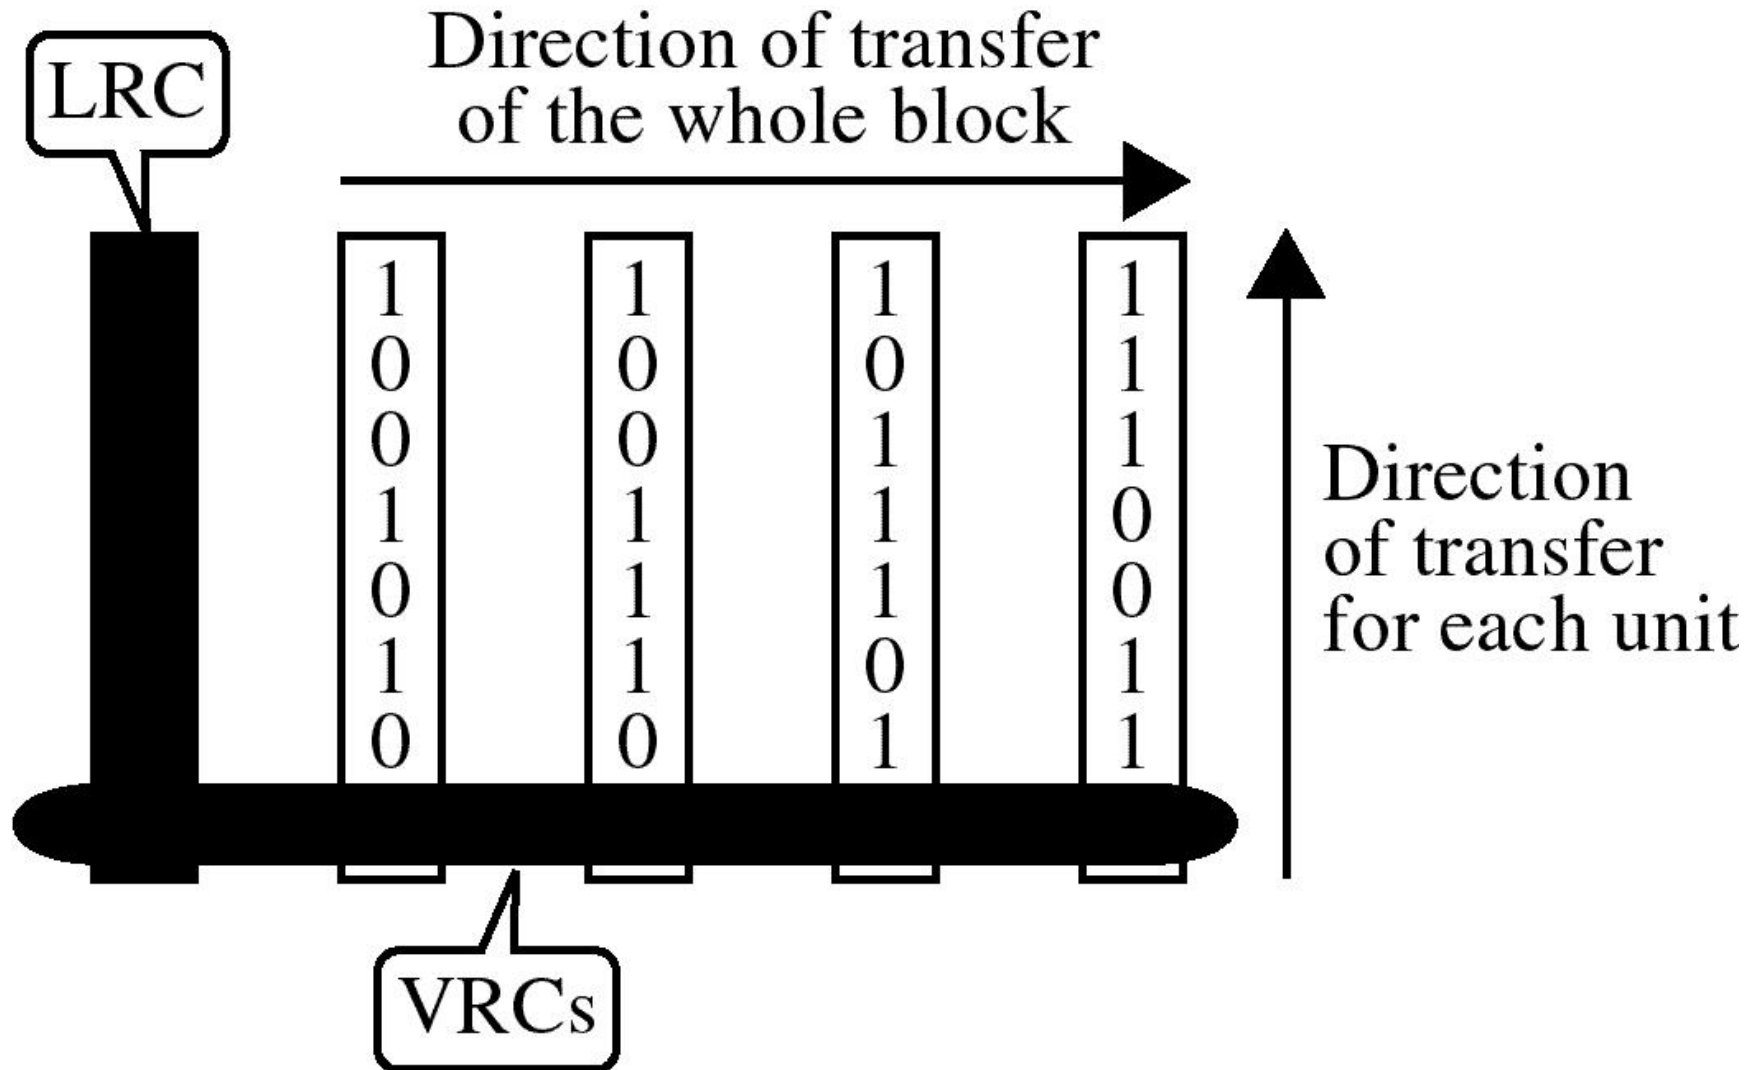 Direction of transfer
of the whole block
LRC
1 1 1 1
0 0 0 1
0 0 1 1
1 1 1 0
0 1 1 0
1 1 0 1
0 0 1 1
Direction
of transfer
for each unit
VRCs